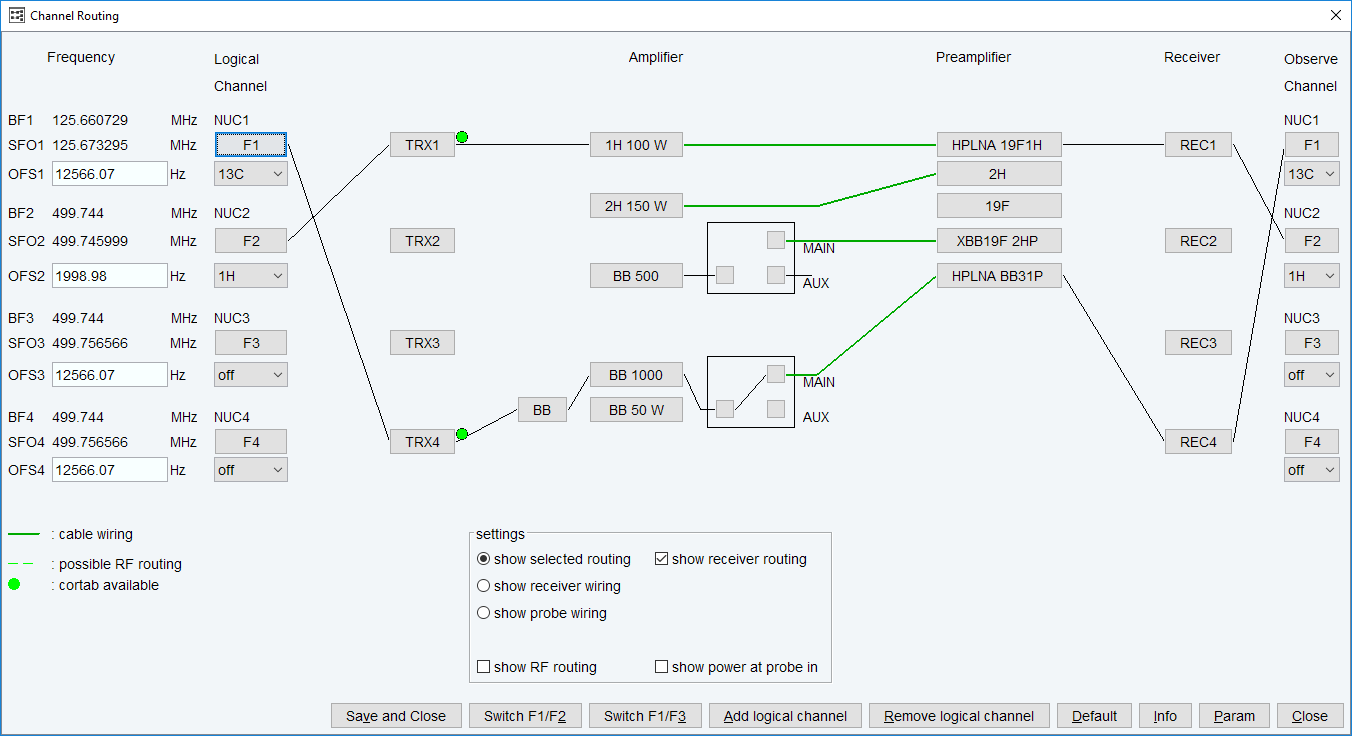 Channel Routing
Frequency Logical Channel Amplifier Preamplifier Receiver Observe Channel
BF1 125.660729 MHz NUC1 NUC1
SFO1 125.673295 MHz F1 TRX1 1H 100 W HPLNA 19F1H REC1 F1
OFS1 12566.07 Hz 13C 2H 13C
2H 150 W 19F
BF2 499.744 MHz NUC2 NUC2
SFO2 499.745999 MHz F2 TRX2 MAIN XBB19F 2HP REC2 F2
OFS2 1998.98 Hz 1H BB 500 AUX HPLNA BB31P 1H
BF3 499.744 MHz NUC3 NUC3
SFO3 499.756566 MHz F3 TRX3 REC3 F3
OFS3 12566.07 Hz off BB 1000 MAIN off
BB BB 50 W AUX
BF4 499.744 MHz NUC4 NUC4
SFO4 499.756566 MHz F4 TRX4 REC4 F4
OFS4 12566.07 Hz off off
: cable wiring
: possible RF routing
: cortab available
settings
show selected routing show receiver routing
show receiver wiring
show probe wiring
show RF routing show power at probe in
Save and Close Switch F1/F2 Switch F1/F3 Add logical channel Remove logical channel Default Info Param Close